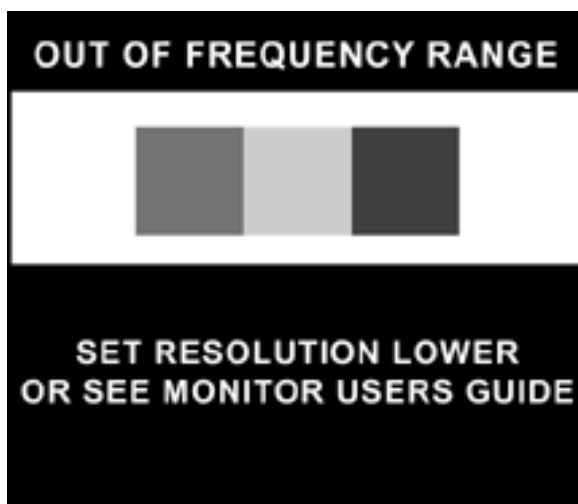 OUT OF FREQUENCY RANGE
SET RESOLUTION LOWER
OR SEE MONITOR USERS GUIDE